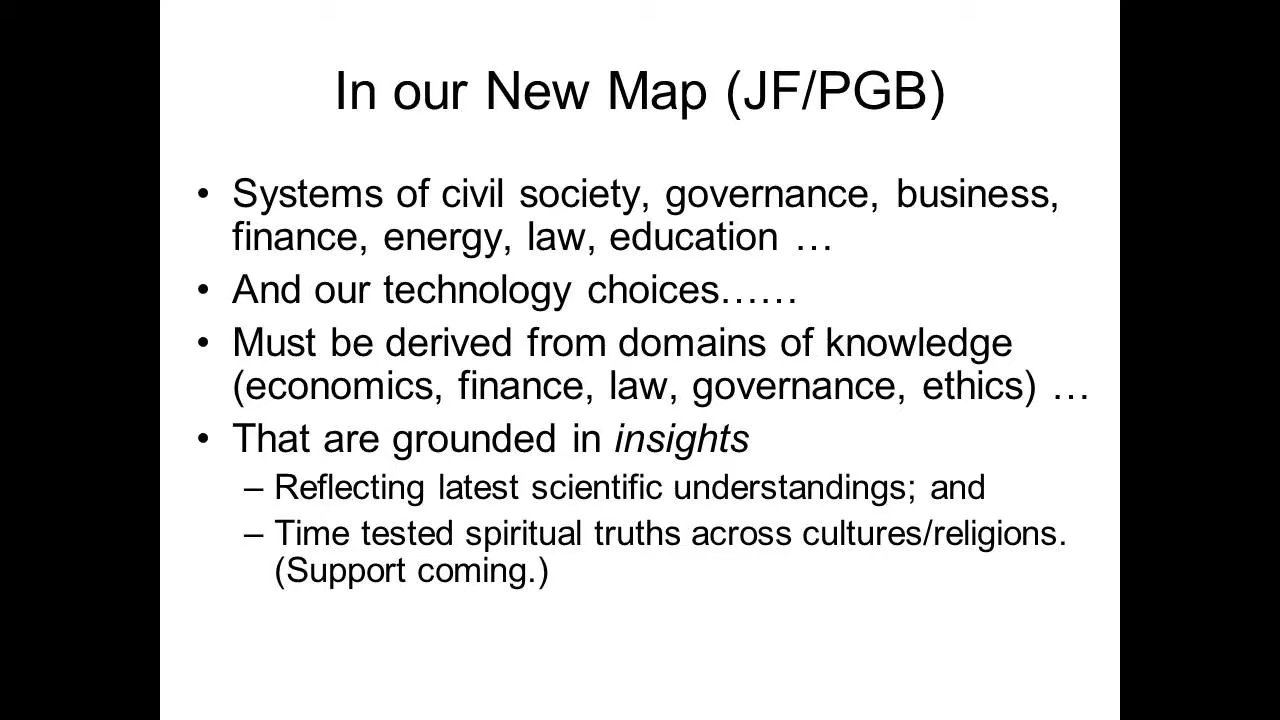 In our New Map (JF/PGB)
• Systems of civil society, governance, business,
finance, energy, law, education …
• And our technology choices……
• Must be derived from domains of knowledge
(economics, finance, law, governance, ethics) …
• That are grounded in insights
– Reflecting latest scientific understandings; and
– Time tested spiritual truths across cultures/religions.
(Support coming.)